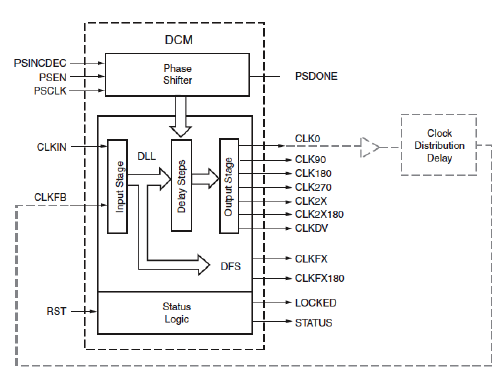 DCM
PSINCDEC
PSEN
PSCLK
Phase
Shifter
PSDONE
CLKIN
CLKFB
DLL
Input Stage
Delay Steps
Output Stage
DFS
CLK0
CLK90
CLK180
CLK270
CLK2X
CLK2X180
CLKDV
CLKFX
CLKFX180
Clock
Distribution
Delay
RST
Status
Logic
LOCKED
STATUS